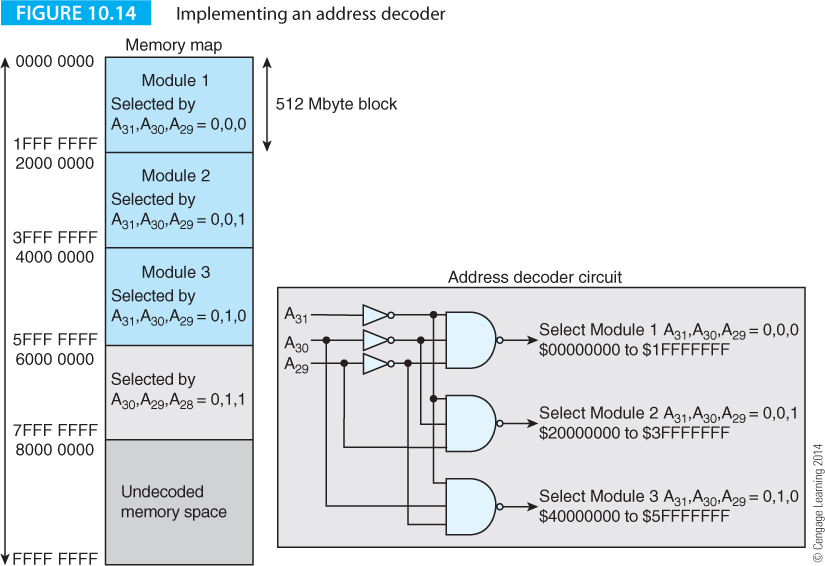 FIGURE 10.14 Implementing an address decoder
Memory map
0000 0000
Module 1
Selected by
A31,A30,A29 = 0,0,0
512 Mbyte block
1FFF FFFF
2000 0000
Module 2
Selected by
A31,A30,A29 = 0,0,1
3FFF FFFF
4000 0000
Module 3
Selected by
A31,A30,A29 = 0,1,0
5FFF FFFF
6000 0000
Selected by
A30,A29,A28 = 0,1,1
7FFF FFFF
8000 0000
Undecoded
memory space
FFFF FFFF
Address decoder circuit
A31
A30
A29
Select Module 1 A31,A30,A29 = 0,0,0
$00000000 to $1FFFFFFF
Select Module 2 A31,A30,A29 = 0,0,1
$20000000 to $3FFFFFFF
Select Module 3 A31,A30,A29 = 0,1,0
$40000000 to $5FFFFFFF
© Cengage Learning 2014